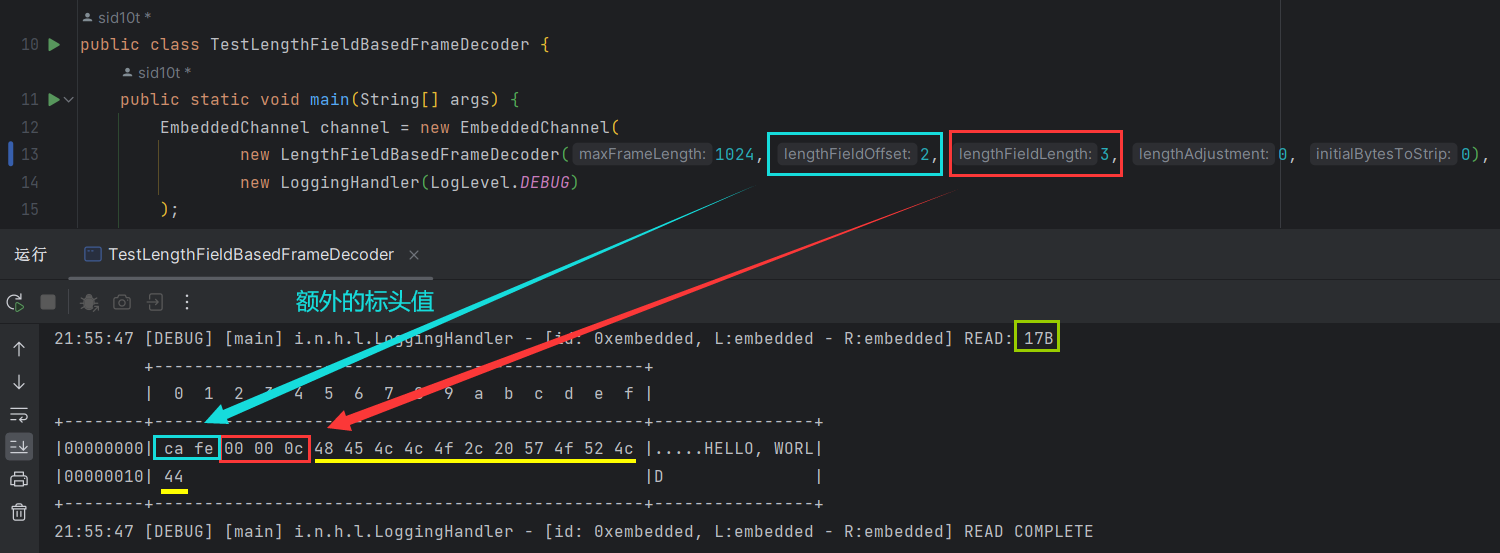 sid10t *
10 public class TestLengthFieldBasedFrameDecoder {
sid10t *
11 public static void main(String[] args) {
12 EmbeddedChannel channel = new EmbeddedChannel(
13 new LengthFieldBasedFrameDecoder( maxFrameLength: 1024, lengthFieldOffset: 2, lengthFieldLength: 3, lengthAdjustment: 0, initialBytesToStrip: 0),
14 new LoggingHandler(LogLevel.DEBUG)
15 );
运行 TestLengthFieldBasedFrameDecoder ×
额外的标头值
21:55:47 [DEBUG] [main] i.n.h.l.LoggingHandler - [id: 0xembedded, L:embedded - R:embedded] READ: 17B
+-------------------------------------------------+
| 0 1 2 3 4 5 6 7 8 9 a b c d e f |
+--------+-------------------------------------------------+----------------+
|00000000| ca fe 00 00 0c 48 45 4c 4c 4f 2c 20 57 4f 52 4c |.....HELLO, WORL|
|00000010| 44 |D |
+--------+-------------------------------------------------+----------------+
21:55:47 [DEBUG] [main] i.n.h.l.LoggingHandler - [id: 0xembedded, L:embedded - R:embedded] READ COMPLETE